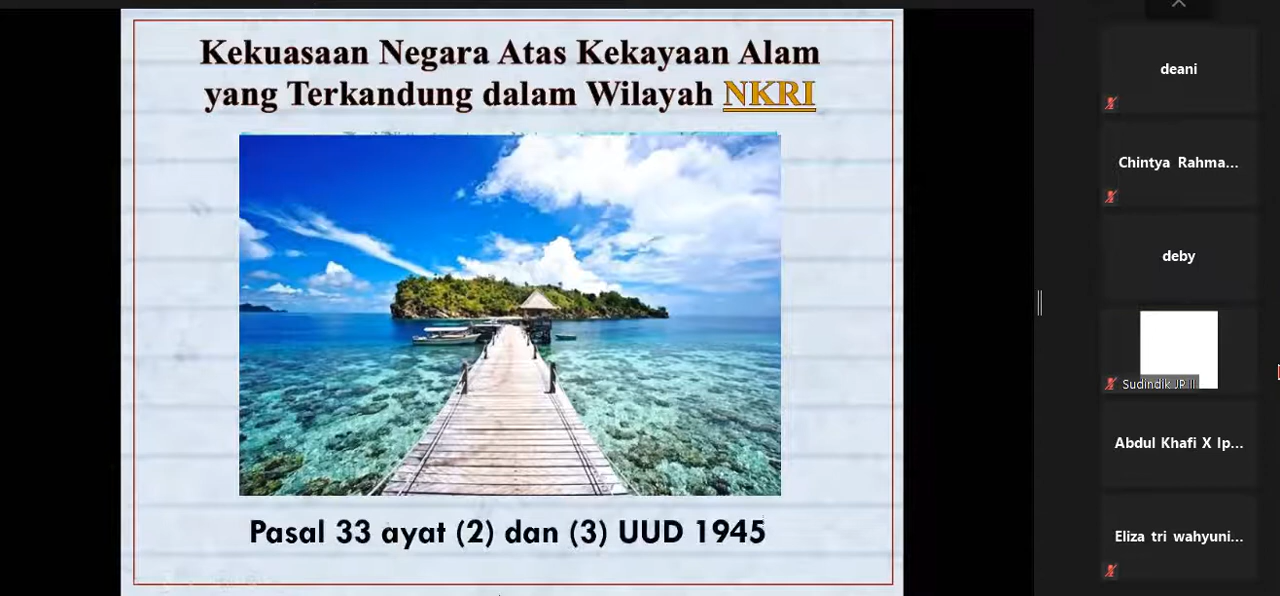 Kekuasaan Negara Atas Kekayaan Alam
yang Terkandung dalam Wilayah NKRI
Pasal 33 ayat (2) dan (3) UUD 1945
deani
Chintya Rahma...
deby
Sudindik JP II
Abdul Khafi X Ip...
Eliza tri wahyuni...